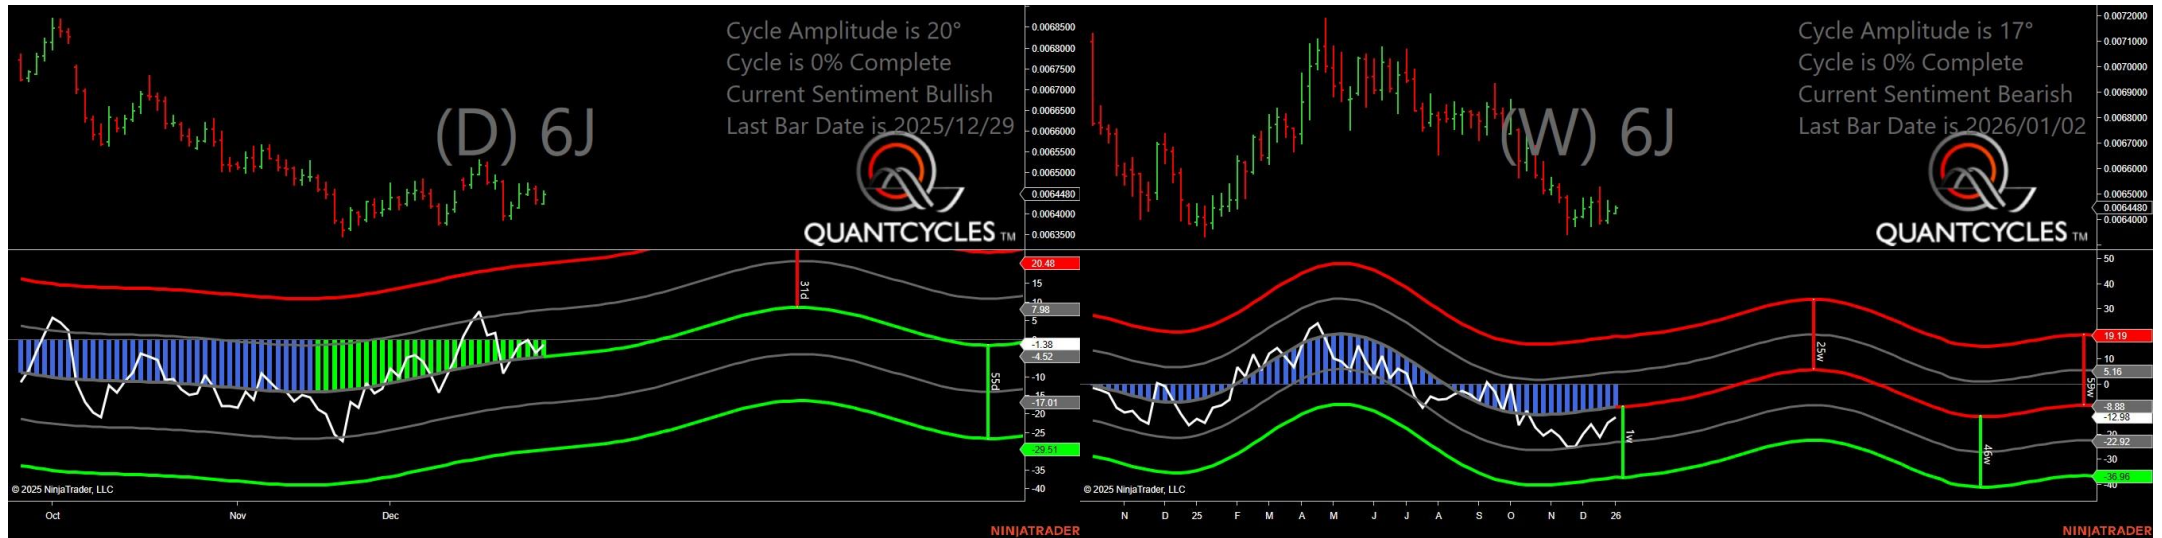 Cycle Amplitude is 20°
Cycle is 0% Complete
Current Sentiment Bullish
Last Bar Date is 2025/12/29
(D) 6J
QUANTCYCLES TM
0.0068500
0.0068000
0.0067500
0.0067000
0.0066500
0.0066000
0.0065500
0.0065000
0.0064480
0.0064000
0.0063500
31d
55d
20.48
15
10
7.98
5
-1.38
-4.52
-10
-15
-17.01
-20
-25
-29.51
-35
-40
© 2025 NinjaTrader, LLC
Oct Nov Dec
NINJATRADER
Cycle Amplitude is 17°
Cycle is 0% Complete
Current Sentiment Bearish
Last Bar Date is 2026/01/02
(W) 6J
QUANTCYCLES TM
0.0072000
0.0071000
0.0070000
0.0069000
0.0068000
0.0067000
0.0066000
0.0065000
0.0064480
0.0064000
1w
25w
46w
59w
50
40
30
19.19
10
5.16
0
-8.88
-12.98
-22.92
-30
-36.96
-40
© 2025 NinjaTrader, LLC
N D 25 F M A M J J A S O N D 26
NINJATRADER